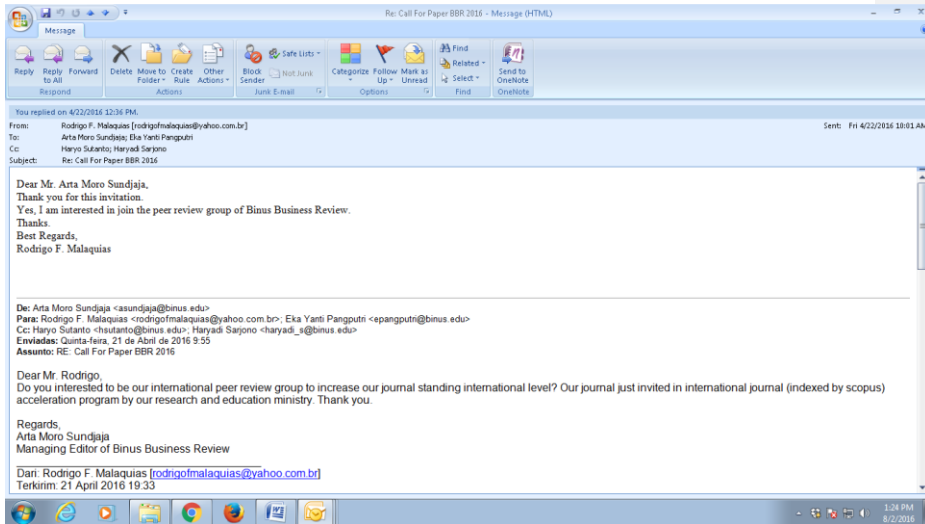 Re: Call For Paper BBR 2016 - Message (HTML)
Message
Reply Reply to All Forward Delete Move to Folder Create Rule Other Actions Block Sender Safe Lists Not Junk Categorize Follow Up Mark as Unread Find Related Select Send to OneNote
Respond Actions Junk E-mail Options Find OneNote
You replied on 4/22/2016 12:36 PM.
From: Rodrigo F. Malaquias [rodrigofmalaquias@yahoo.com.br] Sent: Fri 4/22/2016 10:01 AM
To: Arta Moro Sundjaja; Eka Yanti Pangputri
Cc: Haryo Sutanto; Haryadi Sarjono
Subject: Re: Call For Paper BBR 2016
Dear Mr. Arta Moro Sundjaja,
Thank you for this invitation.
Yes, I am interested in join the peer review group of Binus Business Review.
Thanks.
Best Regards,
Rodrigo F. Malaquias
De: Arta Moro Sundjaja <asundjaja@binus.edu>
Para: Rodrigo F. Malaquias <rodrigofmalaquias@yahoo.com.br>; Eka Yanti Pangputri <epangputri@binus.edu>
Cc: Haryo Sutanto <hsutanto@binus.edu>; Haryadi Sarjono <haryadi_s@binus.edu>
Enviadas: Quinta-feira, 21 de Abril de 2016 9:55
Assunto: RE: Call For Paper BBR 2016
Dear Mr. Rodrigo,
Do you interested to be our international peer review group to increase our journal standing international level? Our journal just invited in international journal (indexed by scopus)
acceleration program by our research and education ministry. Thank you.
Regards,
Arta Moro Sundjaja
Managing Editor of Binus Business Review
Dari: Rodrigo F. Malaquias [rodrigofmalaquias@yahoo.com.br]
Terkirim: 21 April 2016 19:33
1:24 PM
8/2/2016